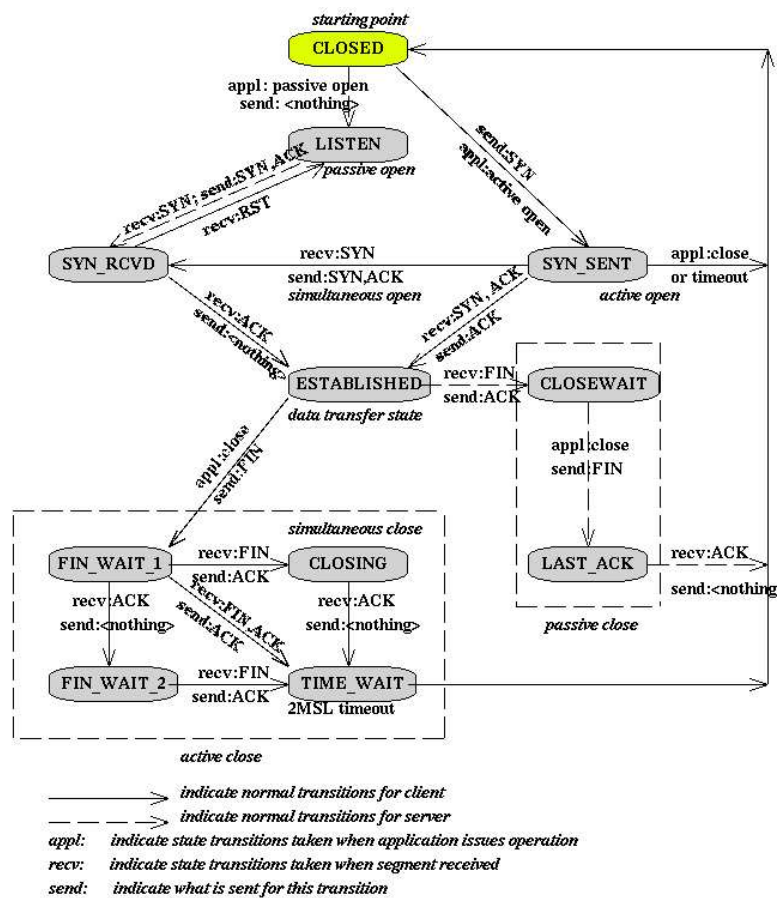 starting point
CLOSED
appl: passive open
send: <nothing>
send:SYN
appl:active open
LISTEN
passive open
recv:SYN; send:SYN,ACK
recv:RST
SYN_RCVD
recv:SYN
send:SYN,ACK
simultaneous open
SYN_SENT
active open
appl:close
or timeout
recv:ACK
send:<nothing>
recv:SYN, ACK
send:ACK
ESTABLISHED
data transfer state
recv:FIN
send:ACK
CLOSEWAIT
appl:close
send:FIN
appl:close
send:FIN
LAST_ACK
recv:ACK
send:<nothing>
passive close
simultaneous close
FIN_WAIT_1
recv:FIN
send:ACK
CLOSING
recv:ACK
send:<nothing>
recv:FIN,ACK
send:ACK
recv:ACK
send:<nothing>
FIN_WAIT_2
recv:FIN
send:ACK
TIME_WAIT
2MSL timeout
active close
indicate normal transitions for client
indicate normal transitions for server
appl: indicate state transitions taken when application issues operation
recv: indicate state transitions taken when segment received
send: indicate what is sent for this transition